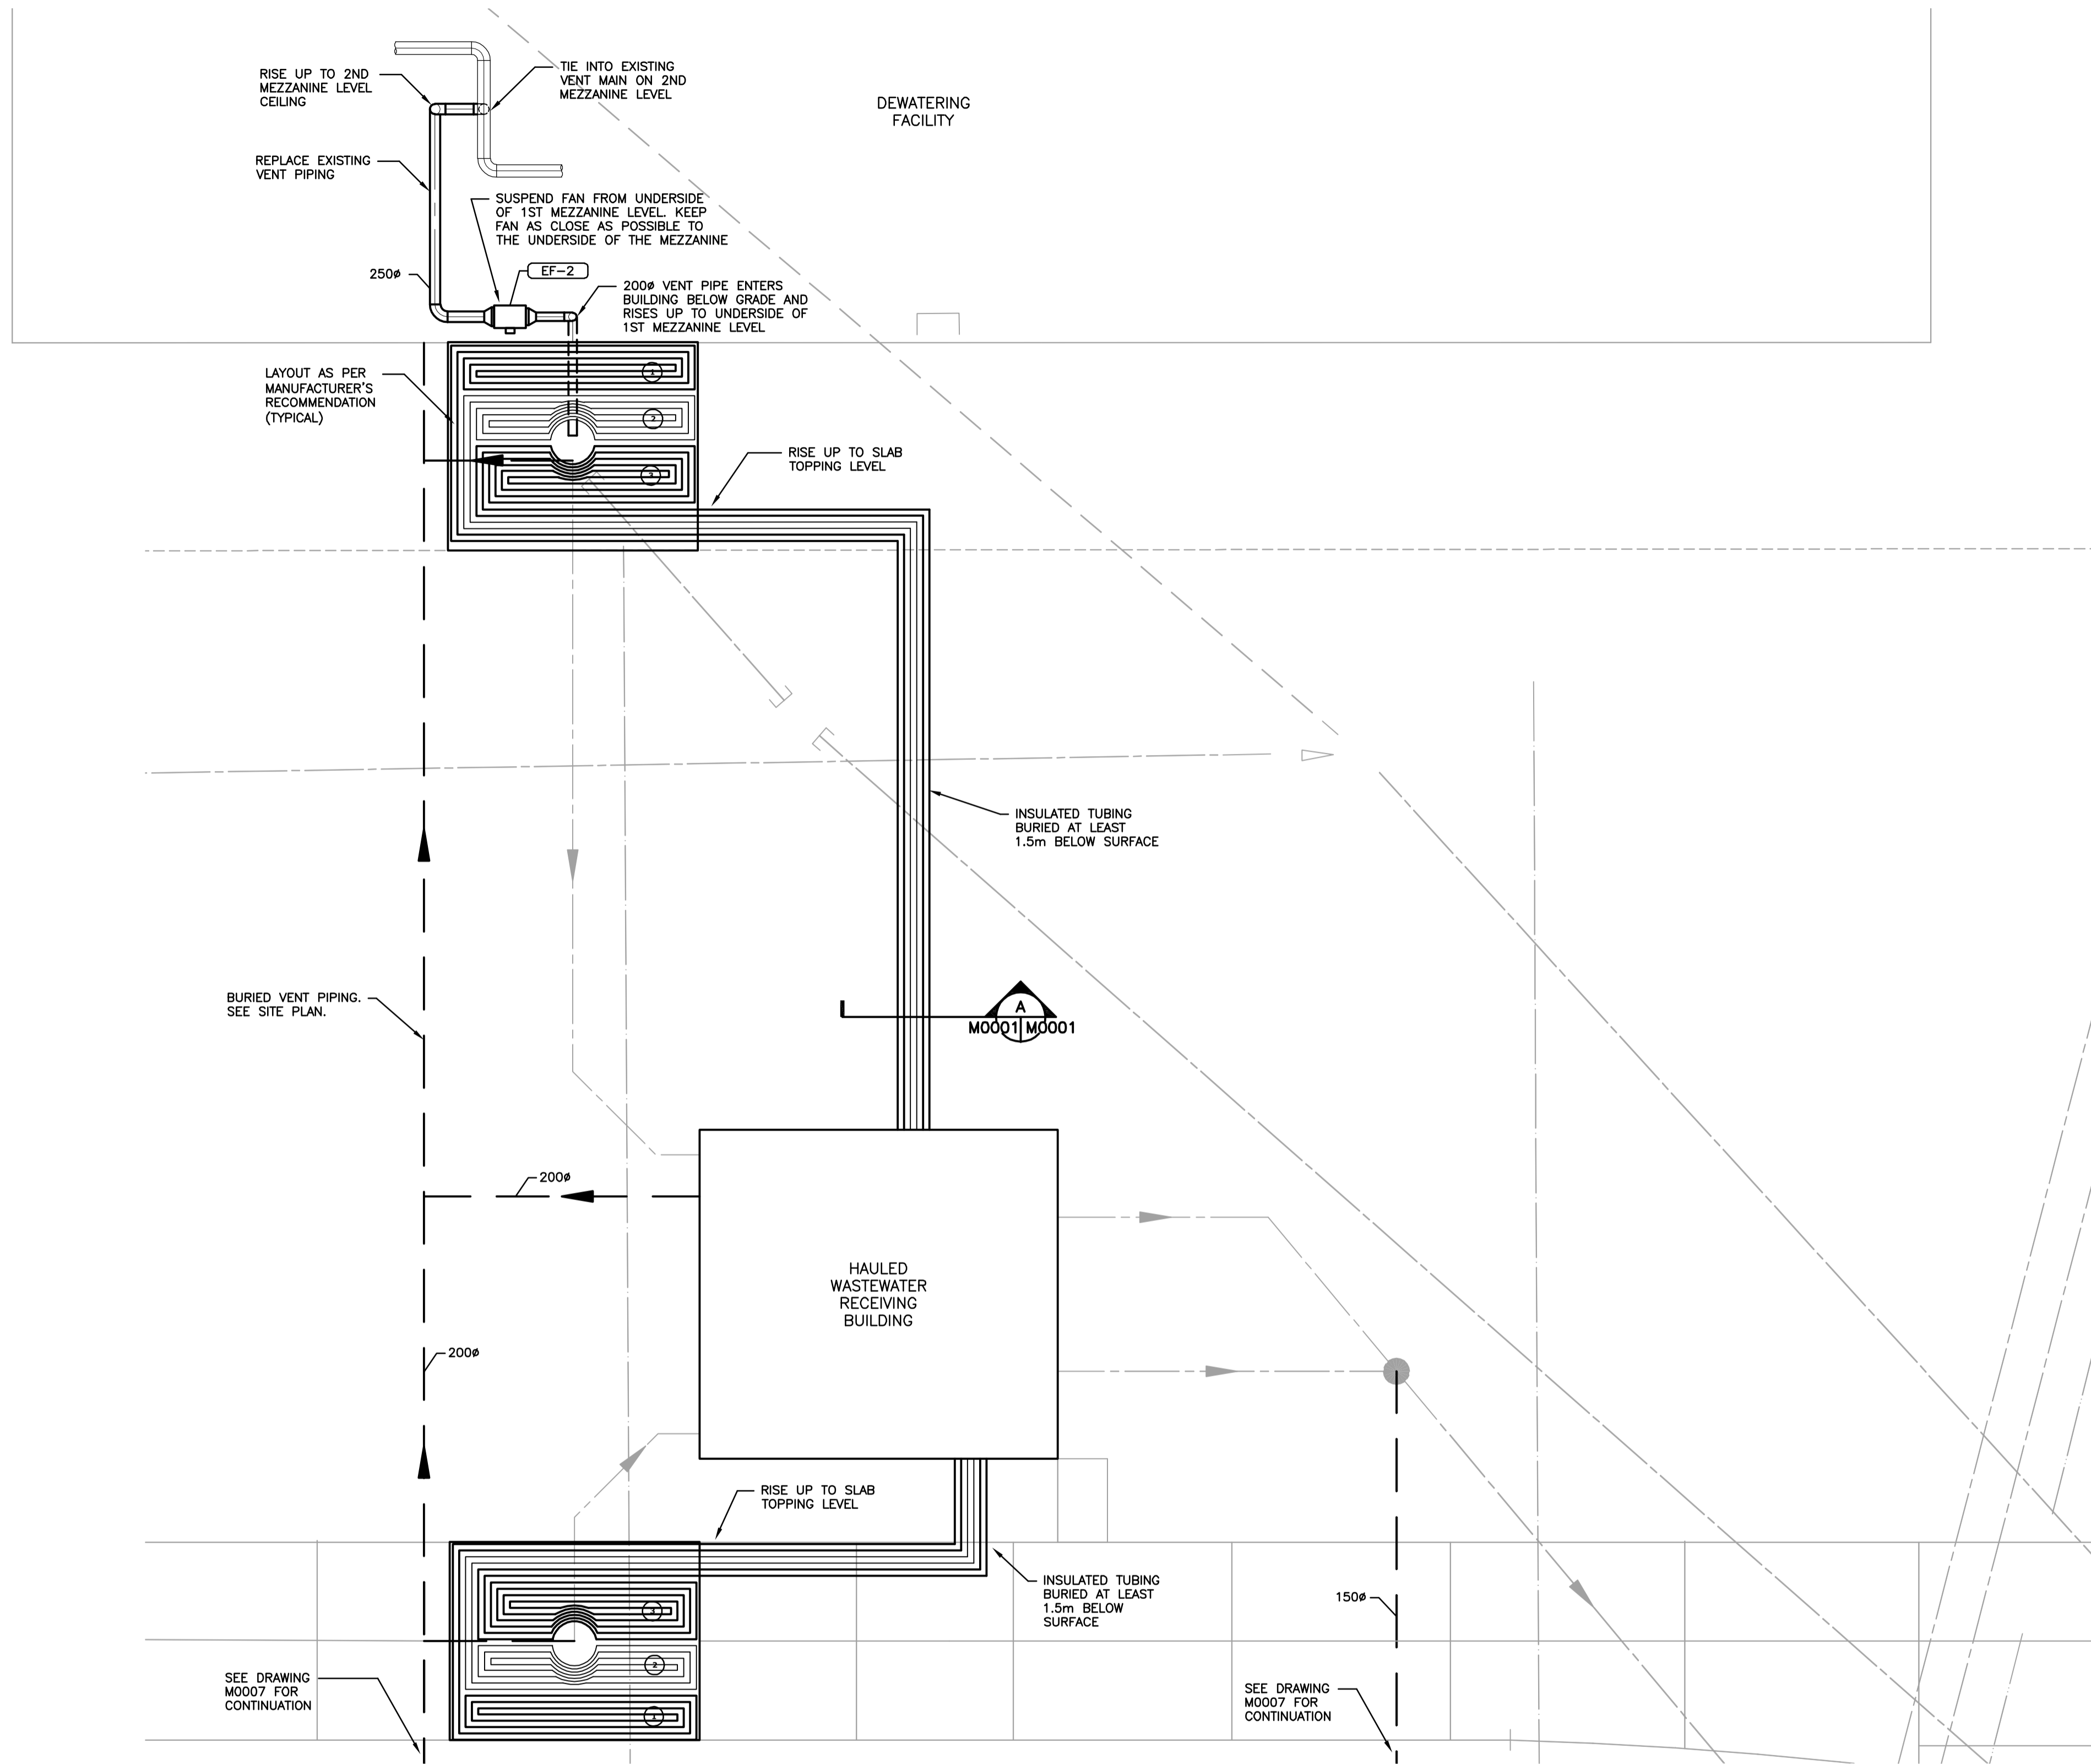 RISE UP TO 2ND
MEZZANINE LEVEL
CEILING
TIE INTO EXISTING
VENT MAIN ON 2ND
MEZZANINE LEVEL
DEWATERING
FACILITY
REPLACE EXISTING
VENT PIPING
SUSPEND FAN FROM UNDERSIDE
OF 1ST MEZZANINE LEVEL. KEEP
FAN AS CLOSE AS POSSIBLE TO
THE UNDERSIDE OF THE MEZZANINE
250ø
EF-2
200ø VENT PIPE ENTERS
BUILDING BELOW GRADE AND
RISES UP TO UNDERSIDE OF
1ST MEZZANINE LEVEL
LAYOUT AS PER
MANUFACTURER'S
RECOMMENDATION
(TYPICAL)
1
2
3
RISE UP TO SLAB
TOPPING LEVEL
INSULATED TUBING
BURIED AT LEAST
1.5m BELOW SURFACE
BURIED VENT PIPING.
SEE SITE PLAN.
A
M0001 M0001
200ø
HAULED
WASTEWATER
RECEIVING
BUILDING
200ø
RISE UP TO SLAB
TOPPING LEVEL
INSULATED TUBING
BURIED AT LEAST
1.5m BELOW
SURFACE
150ø
3
2
1
SEE DRAWING
M0007 FOR
CONTINUATION
SEE DRAWING
M0007 FOR
CONTINUATION